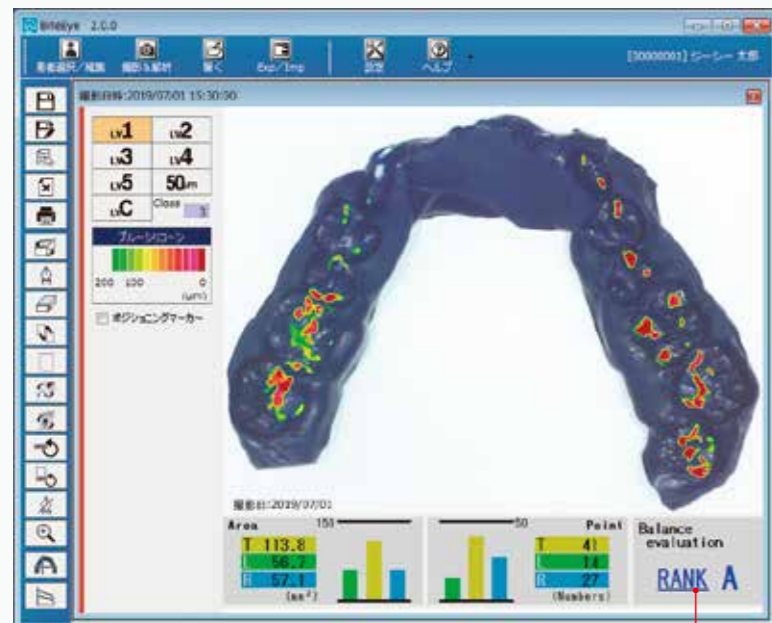 BiteEye 2.0.0
患者選択/編集 撮影&解析 開く Exp/Imp 設定 ヘルプ
[30000001] ジーシー 太郎
撮影日時:2019/07/01 15:30:00
LV1 LV2
LV3 LV4
LV5 50μm
LVC Class
ブルーシリコーン
200 100 0
(μm)
ポジショニングマーカー
撮影日:2019/07/01
Area 150
T 113.8
L 56.7
R 57.1
(mm²)
50 Point
T 41
L 14
R 27
(Numbers)
Balance
evaluation
RANK A